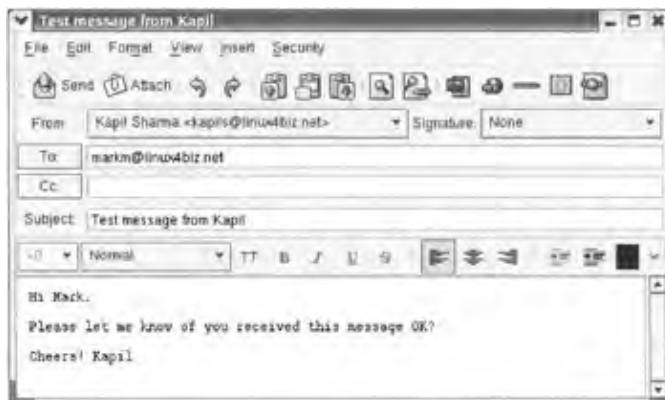 Test message from Kapil
File Edit Format View Insert Security
Send Attach
From: Kapil Sharma <kapils@linux4biz.net> Signature: None
To: markm@linux4biz.net
Cc:
Subject: Test message from Kapil
+0 Normal TT B I U S
Hi Mark,
Please let me know of you received this message OK?
Cheers! Kapil